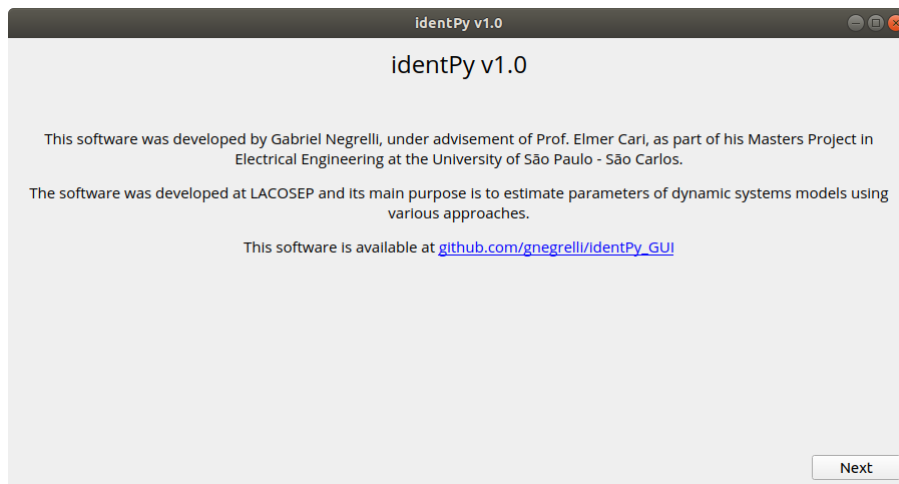 identPy v1.0
identPy v1.0
This software was developed by Gabriel Negrelli, under advisement of Prof. Elmer Cari, as part of his Masters Project in
Electrical Engineering at the University of São Paulo - São Carlos.
The software was developed at LACOSEP and its main purpose is to estimate parameters of dynamic systems models using
various approaches.
This software is available at github.com/gnegrelli/identPy_GUI
Next